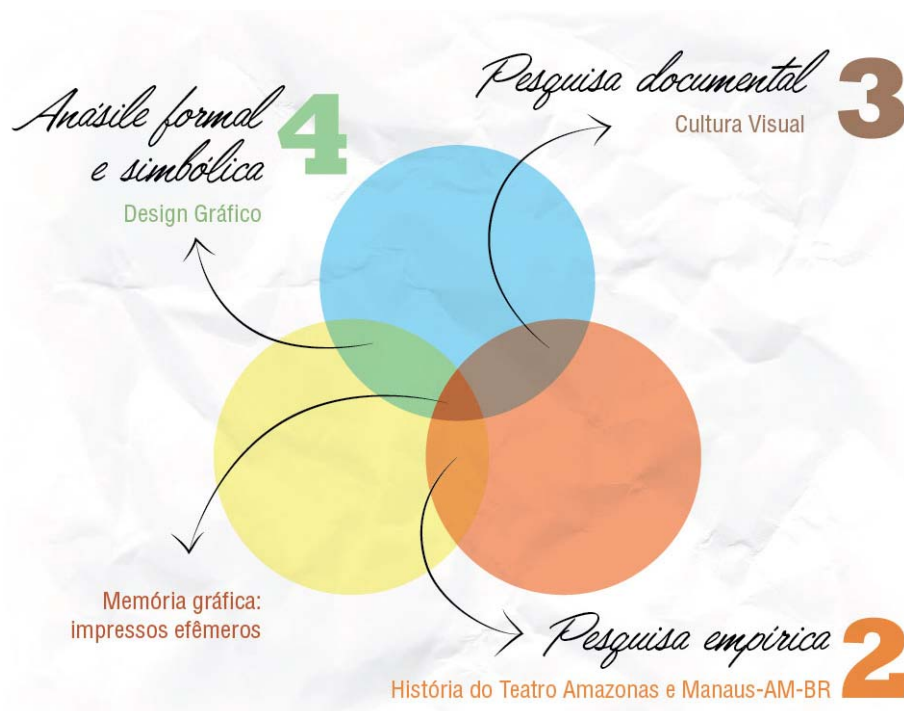 Anásile formal
e simbólica
4
Design Gráfico
Pesquisa documental
3
Cultura Visual
Memória gráfica:
impressos efêmeros
Pesquisa empírica
2
História do Teatro Amazonas e Manaus-AM-BR